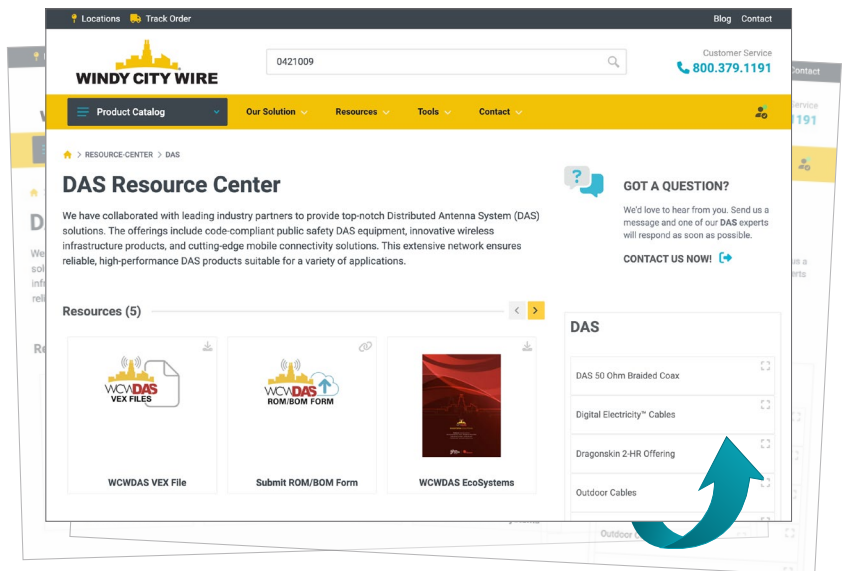 Locations Track Order Blog Contact
WINDY CITY WIRE
0421009
Customer Service
800.379.1191
Product Catalog Our Solution Resources Tools Contact
> RESOURCE-CENTER > DAS
DAS Resource Center
We have collaborated with leading industry partners to provide top-notch Distributed Antenna System (DAS)
solutions. The offerings include code-compliant public safety DAS equipment, innovative wireless
infrastructure products, and cutting-edge mobile connectivity solutions. This extensive network ensures
reliable, high-performance DAS products suitable for a variety of applications.
GOT A QUESTION?
We'd love to hear from you. Send us a
message and one of our DAS experts
will respond as soon as possible.
CONTACT US NOW!
Resources (5)
WCWDAS
VEX FILES
WCWDAS VEX File
WCWDAS
ROM/BOM FORM
Submit ROM/BOM Form
WCWDAS EcoSystems
DAS
DAS 50 Ohm Braided Coax
Digital Electricity™ Cables
Dragonskin 2-HR Offering
Outdoor Cables
Contact
1191
Outdoor